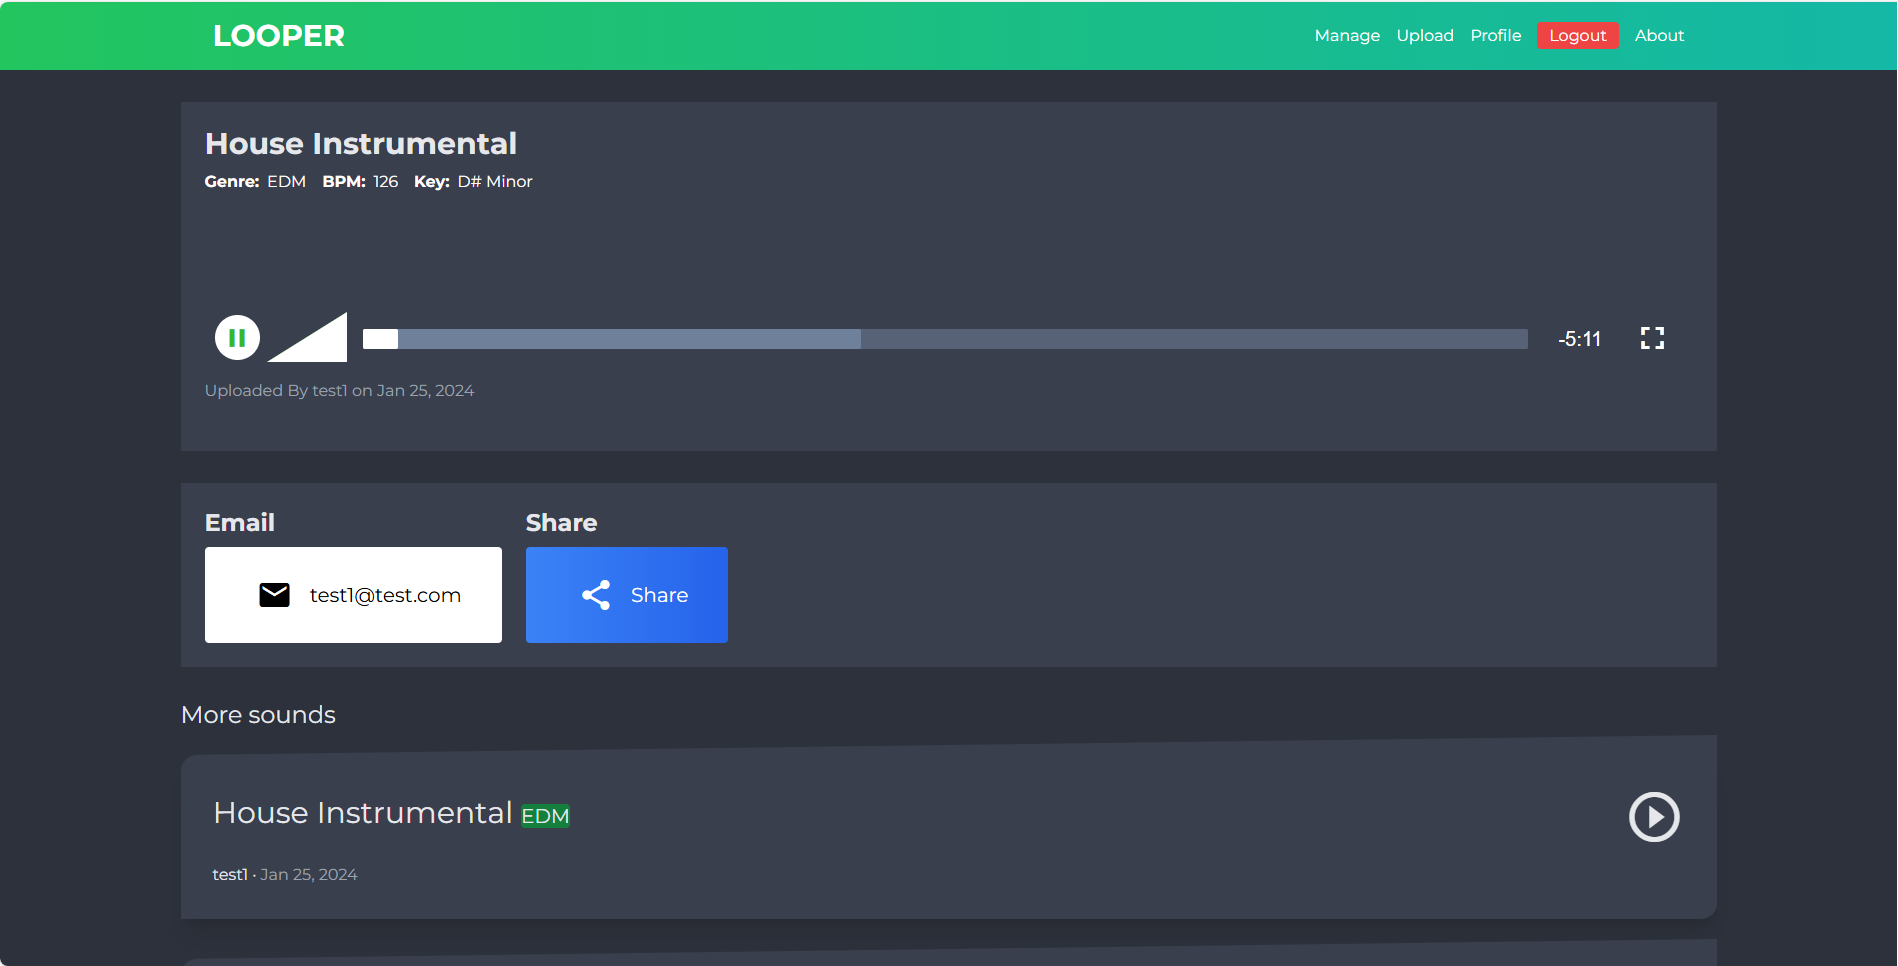 LOOPER
Manage Upload Profile Logout About
House Instrumental
Genre: EDM BPM: 126 Key: D# Minor
-5:11
Uploaded By test1 on Jan 25, 2024
Email Share
test1@test.com Share
More sounds
House Instrumental EDM
test1 · Jan 25, 2024